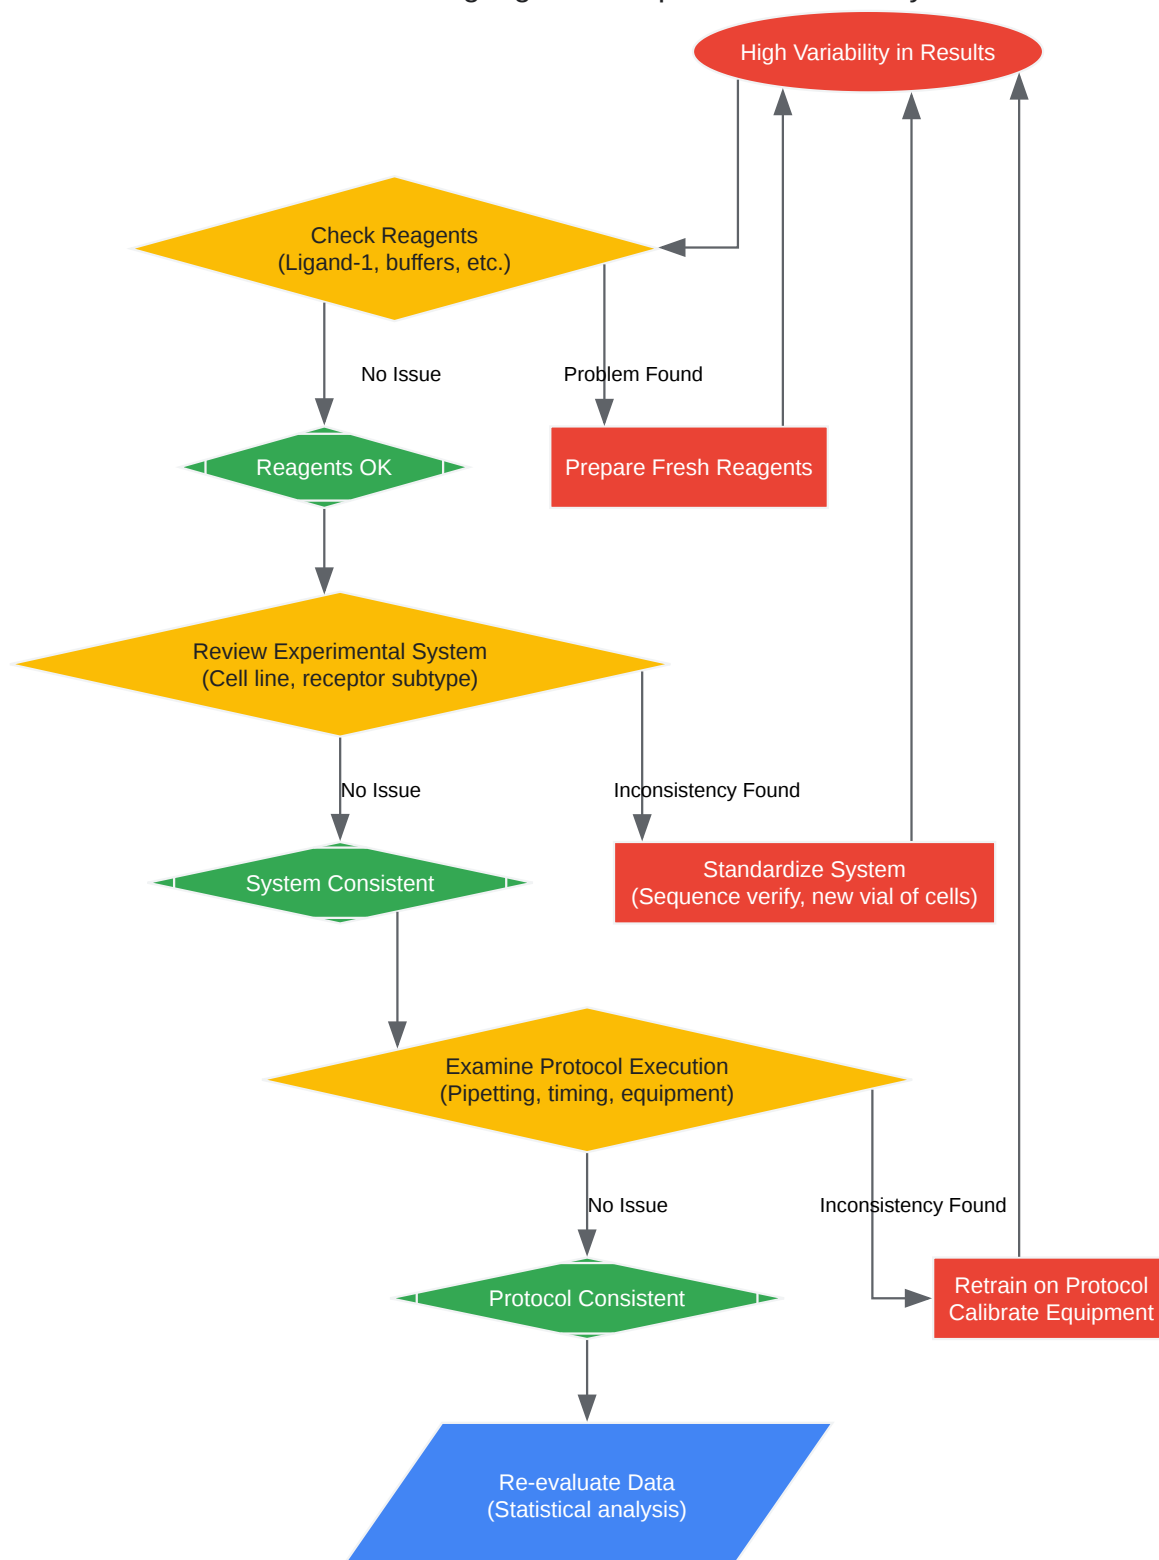 High Variability in Results
Check Reagents
(Ligand-1, buffers, etc.)
No Issue
Problem Found
Reagents OK
Prepare Fresh Reagents
Review Experimental System
(Cell line, receptor subtype)
No Issue
Inconsistency Found
System Consistent
Standardize System
(Sequence verify, new vial of cells)
Examine Protocol Execution
(Pipetting, timing, equipment)
No Issue
Inconsistency Found
Protocol Consistent
Retrain on Protocol
Calibrate Equipment
Re-evaluate Data
(Statistical analysis)